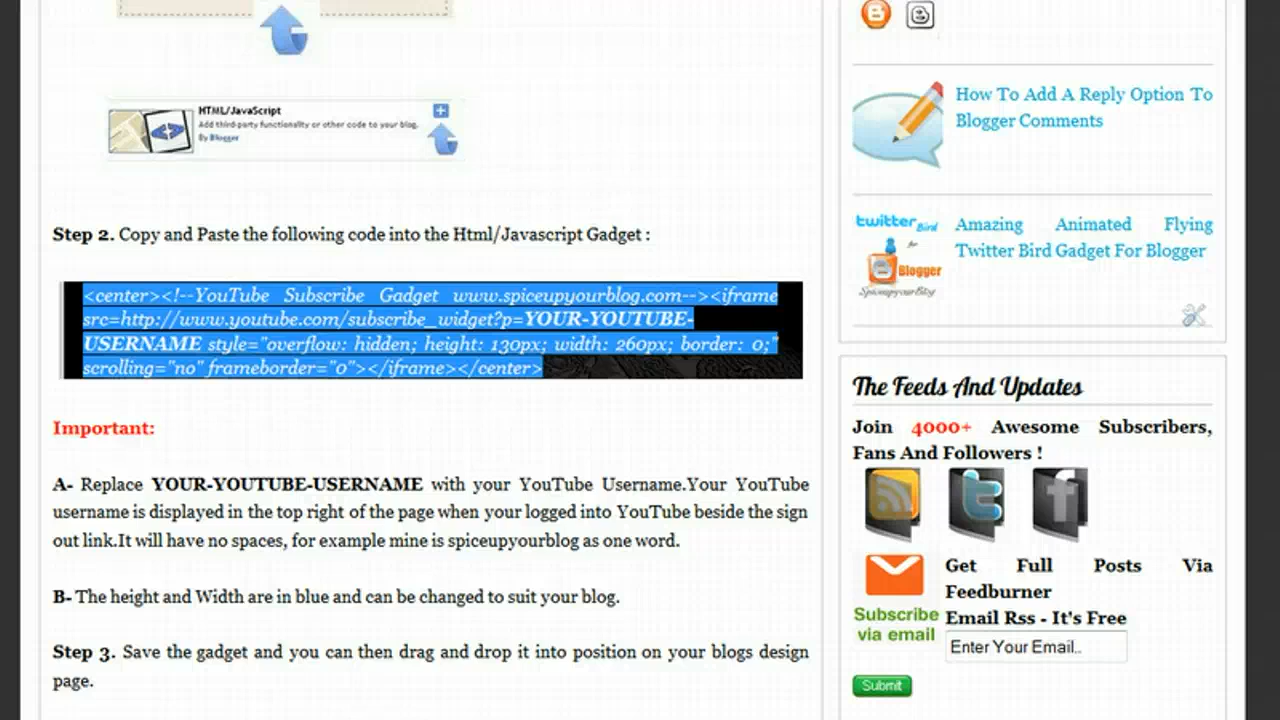 HTML/JavaScript
Add third-party functionality or other code to your blog.
By Blogger
Step 2. Copy and Paste the following code into the Html/Javascript Gadget :
<center><!--YouTube Subscribe Gadget www.spiceupyourblog.com--><iframe
src=http://www.youtube.com/subscribe_widget?p=YOUR-YOUTUBE-
USERNAME style="overflow: hidden; height: 130px; width: 260px; border: 0;"
scrolling="no" frameborder="0"></iframe></center>
Important:
A- Replace YOUR-YOUTUBE-USERNAME with your YouTube Username.Your YouTube
username is displayed in the top right of the page when your logged into YouTube beside the sign
out link.It will have no spaces, for example mine is spiceupyourblog as one word.
B- The height and Width are in blue and can be changed to suit your blog.
Step 3. Save the gadget and you can then drag and drop it into position on your blogs design
page.
How To Add A Reply Option To
Blogger Comments
twitter Bird
for
Blogger
SpiceupyourBlog
Amazing Animated Flying
Twitter Bird Gadget For Blogger
The Feeds And Updates
Join 4000+ Awesome Subscribers,
Fans And Followers !
Subscribe
via email
Get Full Posts Via
Feedburner
Email Rss - It's Free
Enter Your Email..
Submit